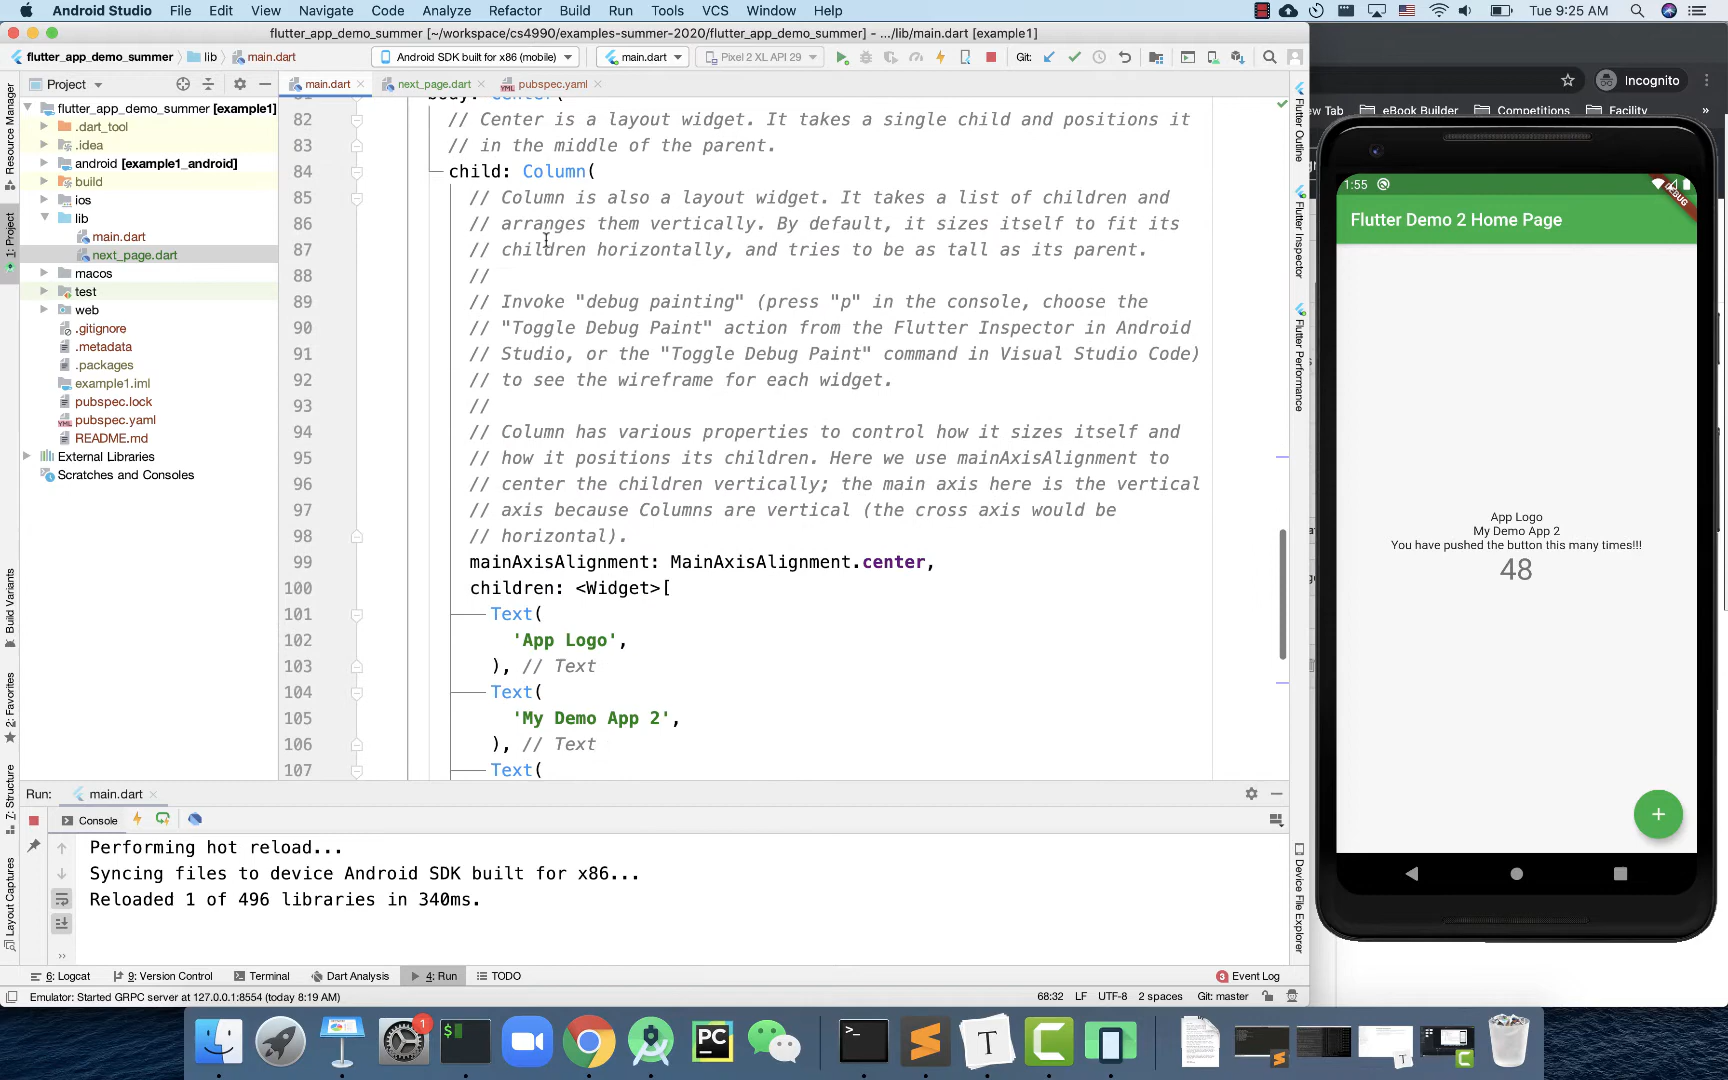 Android Studio File Edit View Navigate Code Analyze Refactor Build Run Tools VCS Window Help Tue 9:25 AM
flutter_app_demo_summer [~/workspace/cs4990/examples-summer-2020/flutter_app_demo_summer] - .../lib/main.dart [example1]
flutter_app_demo_summer lib main.dart Android SDK built for x86 (mobile) main.dart Pixel 2 XL API 29 Git:
Project main.dart next_page.dart pubspec.yaml
Incognito
New Tab eBook Builder Competitions Facility »
flutter_app_demo_summer [example1]
.dart_tool
.idea
android [example1_android]
build
ios
lib
main.dart
next_page.dart
macos
test
web
.gitignore
.metadata
.packages
example1.iml
pubspec.lock
pubspec.yaml
README.md
External Libraries
Scratches and Consoles
Resource Manager
1: Project
Build Variants
2: Favorites
7: Structure
Layout Captures
body: Center(
82 // Center is a layout widget. It takes a single child and positions it
83 // in the middle of the parent.
84 child: Column(
85 // Column is also a layout widget. It takes a list of children and
86 // arranges them vertically. By default, it sizes itself to fit its
87 // children horizontally, and tries to be as tall as its parent.
88 //
89 // Invoke "debug painting" (press "p" in the console, choose the
90 // "Toggle Debug Paint" action from the Flutter Inspector in Android
91 // Studio, or the "Toggle Debug Paint" command in Visual Studio Code)
92 // to see the wireframe for each widget.
93 //
94 // Column has various properties to control how it sizes itself and
95 // how it positions its children. Here we use mainAxisAlignment to
96 // center the children vertically; the main axis here is the vertical
97 // axis because Columns are vertical (the cross axis would be
98 // horizontal).
99 mainAxisAlignment: MainAxisAlignment.center,
100 children: <Widget>[
101 Text(
102 'App Logo',
103 ), // Text
104 Text(
105 'My Demo App 2',
106 ), // Text
107 Text(
Flutter Outline
Flutter Inspector
Flutter Performance
Device File Explorer
1:55
DEBUG
Flutter Demo 2 Home Page
App Logo
My Demo App 2
You have pushed the button this many times!!!
48
+
Run: main.dart
Console
Performing hot reload...
Syncing files to device Android SDK built for x86...
Reloaded 1 of 496 libraries in 340ms.
»
6: Logcat 9: Version Control Terminal Dart Analysis 4: Run TODO 3 Event Log
Emulator: Started GRPC server at 127.0.0.1:8554 (today 8:19 AM) 68:32 LF UTF-8 2 spaces Git: master
1
$
PC
>_
T